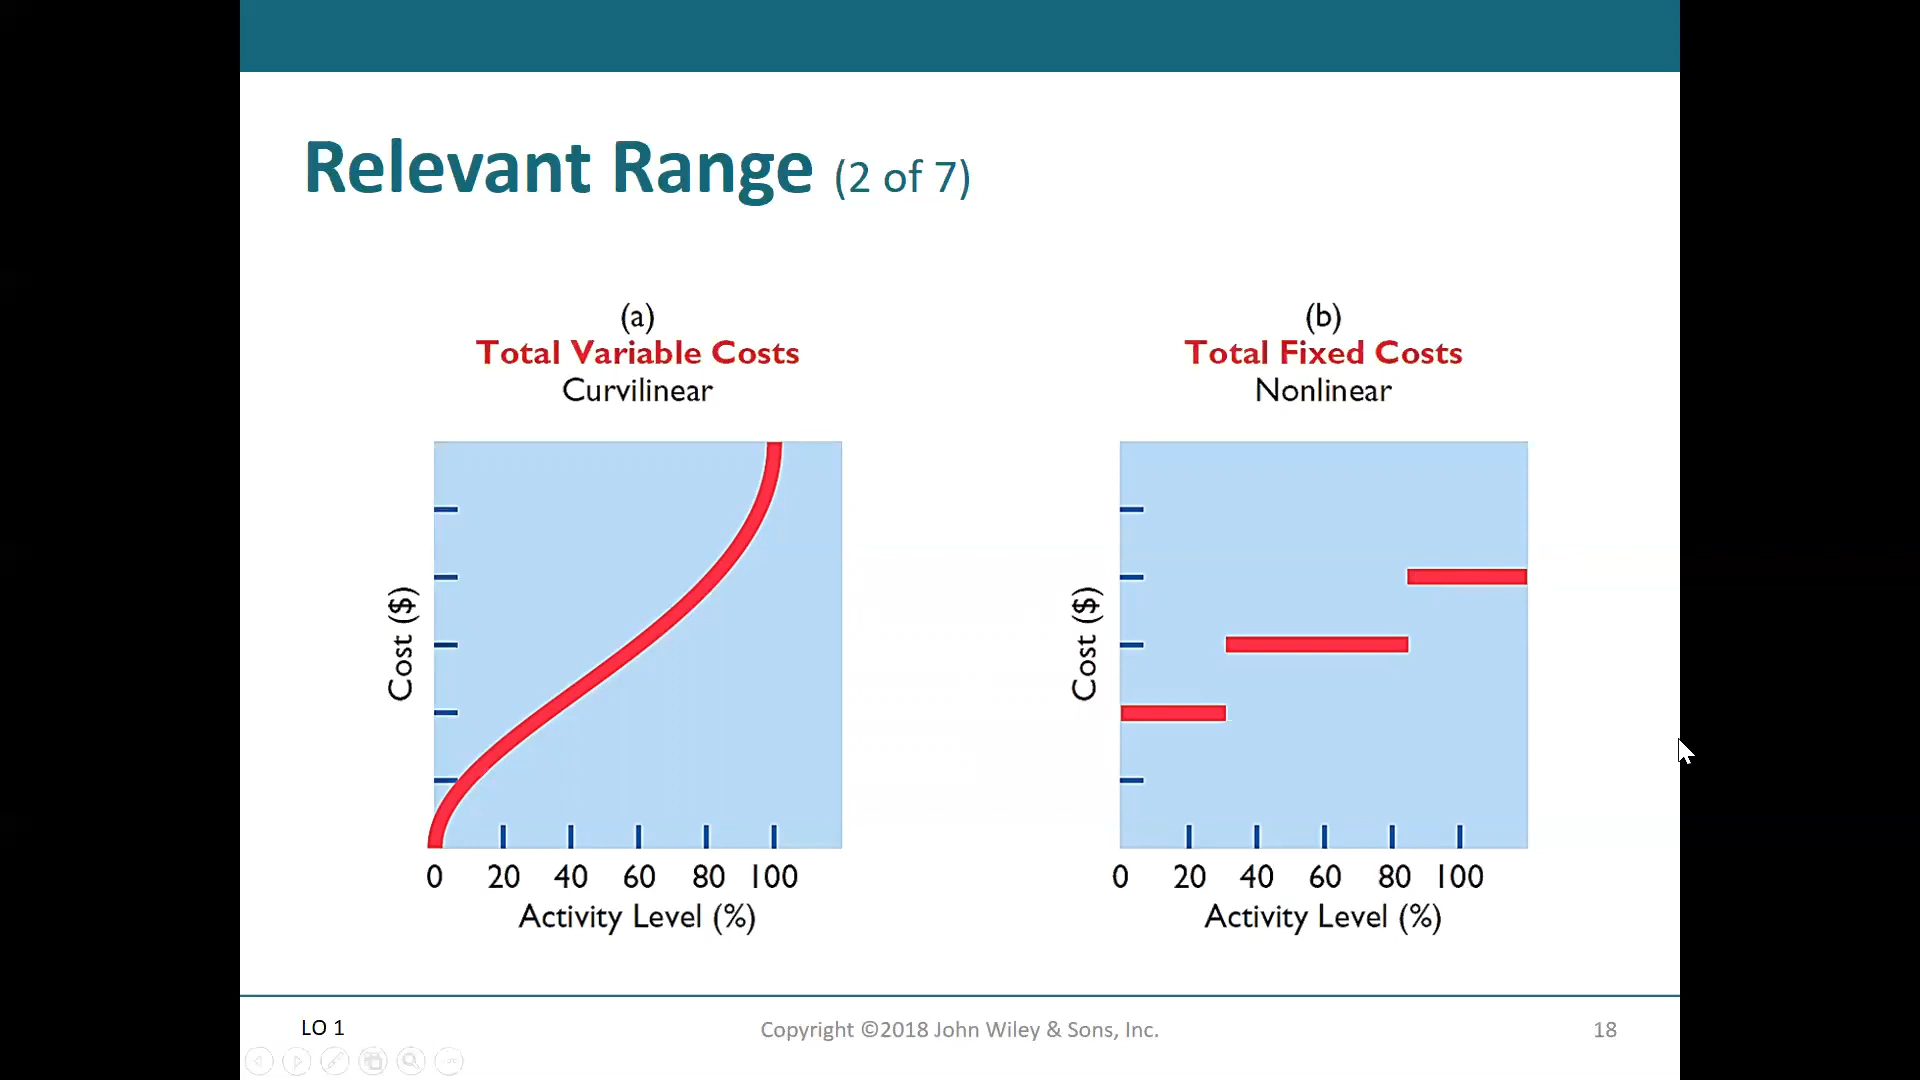 Relevant Range (2 of 7)
(a)
Total Variable Costs
Curvilinear
Cost ($)
0 20 40 60 80 100
Activity Level (%)
(b)
Total Fixed Costs
Nonlinear
Cost ($)
0 20 40 60 80 100
Activity Level (%)
LO 1
Copyright ©2018 John Wiley & Sons, Inc.
18